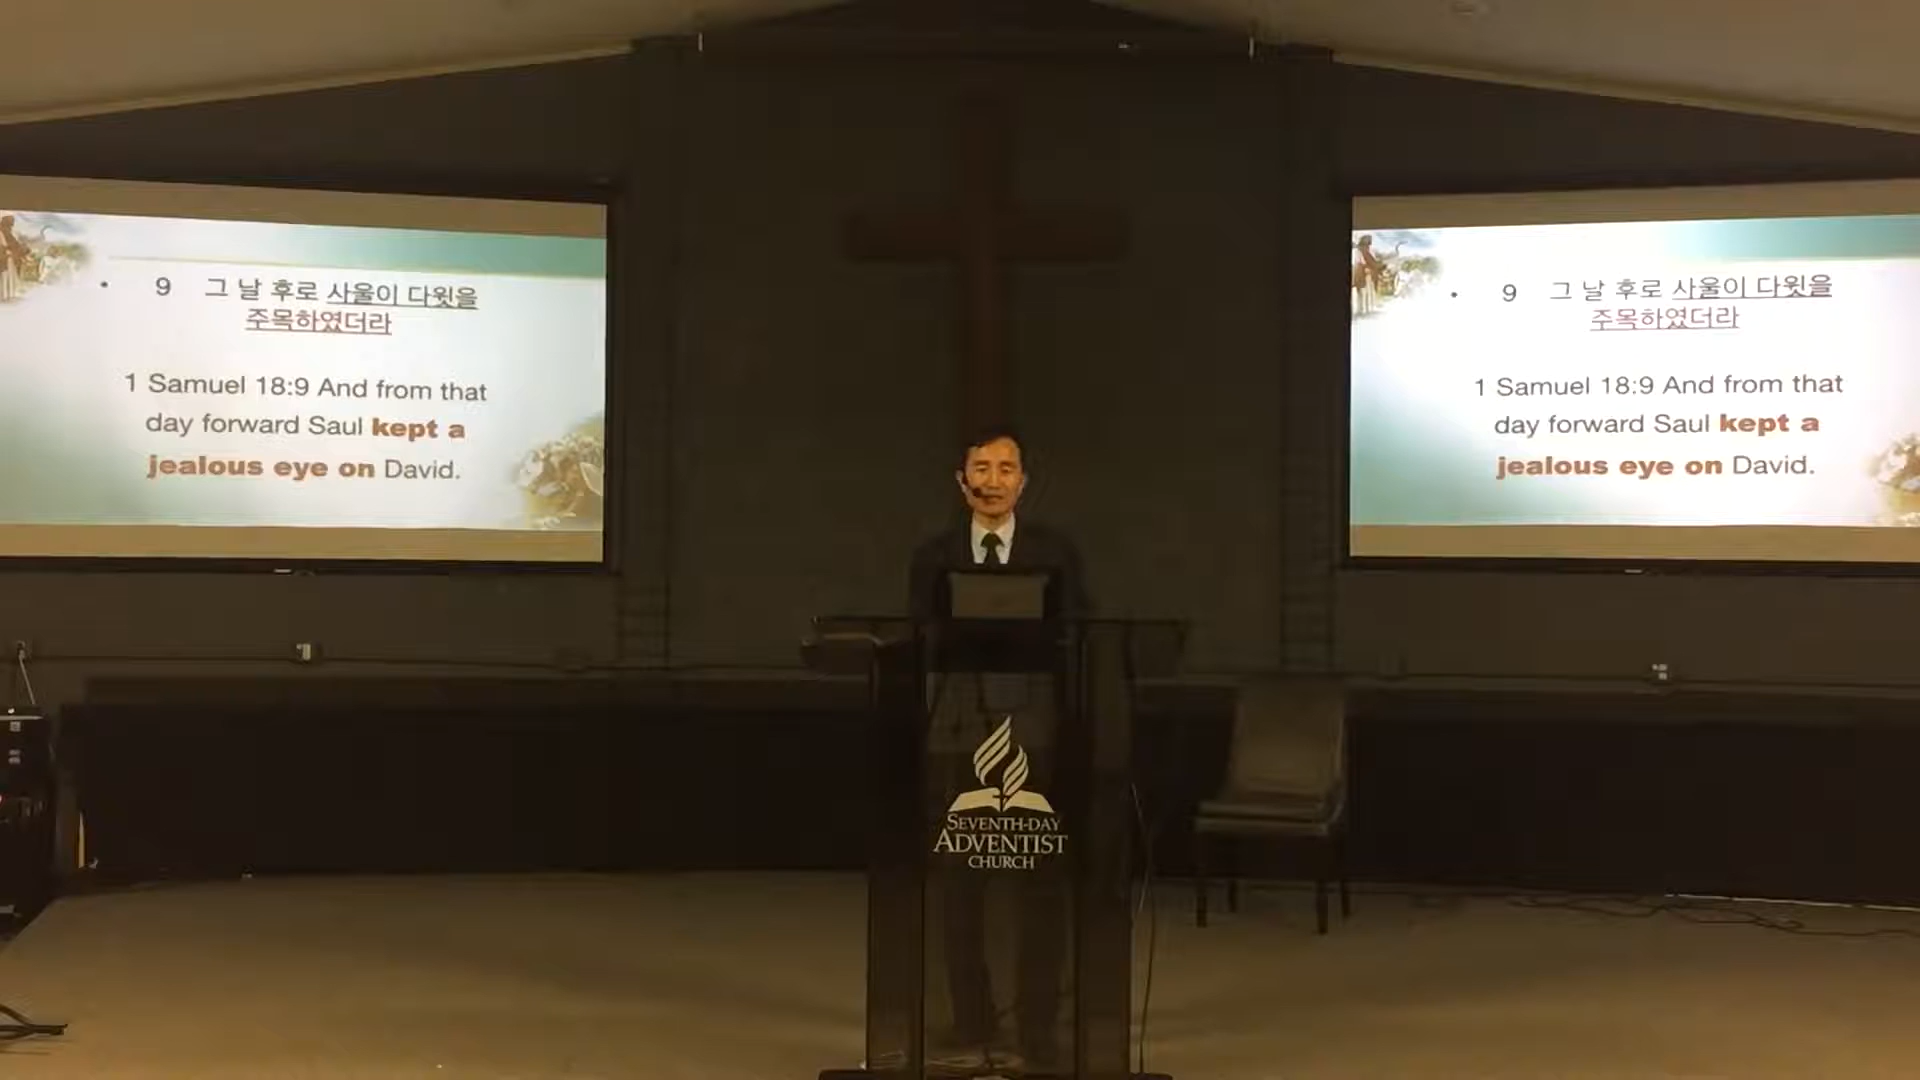 • 9 그 날 후로 사울이 다윗을
주목하였더라
1 Samuel 18:9 And from that
day forward Saul kept a
jealous eye on David.
• 9 그 날 후로 사울이 다윗을
주목하였더라
1 Samuel 18:9 And from that
day forward Saul kept a
jealous eye on David.
SEVENTH-DAY
ADVENTIST
CHURCH